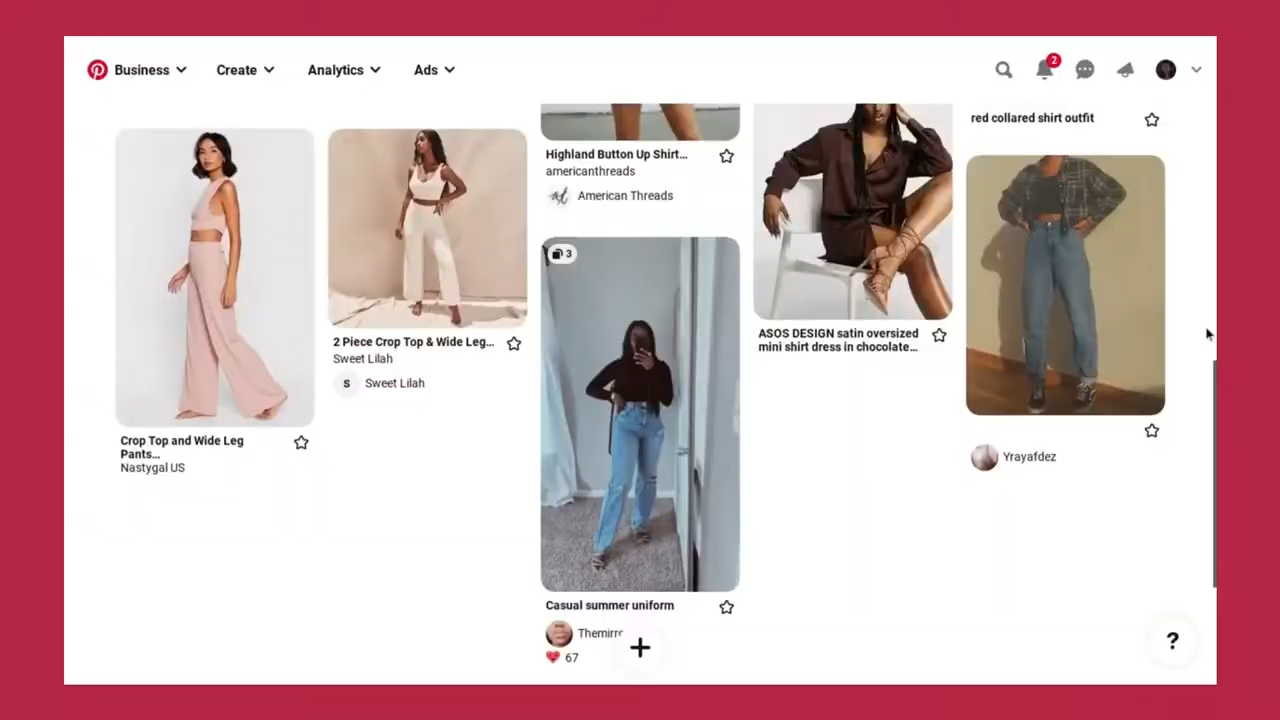 Business
Create
Analytics
Ads
2
Crop Top and Wide Leg
Pants…
Nastygal US
2 Piece Crop Top & Wide Leg…
Sweet Lilah
S
Sweet Lilah
Highland Button Up Shirt…
americanthreads
at
American Threads
3
Casual summer uniform
Themirr
67
ASOS DESIGN satin oversized
mini shirt dress in chocolate…
red collared shirt outfit
Yrayafdez
?